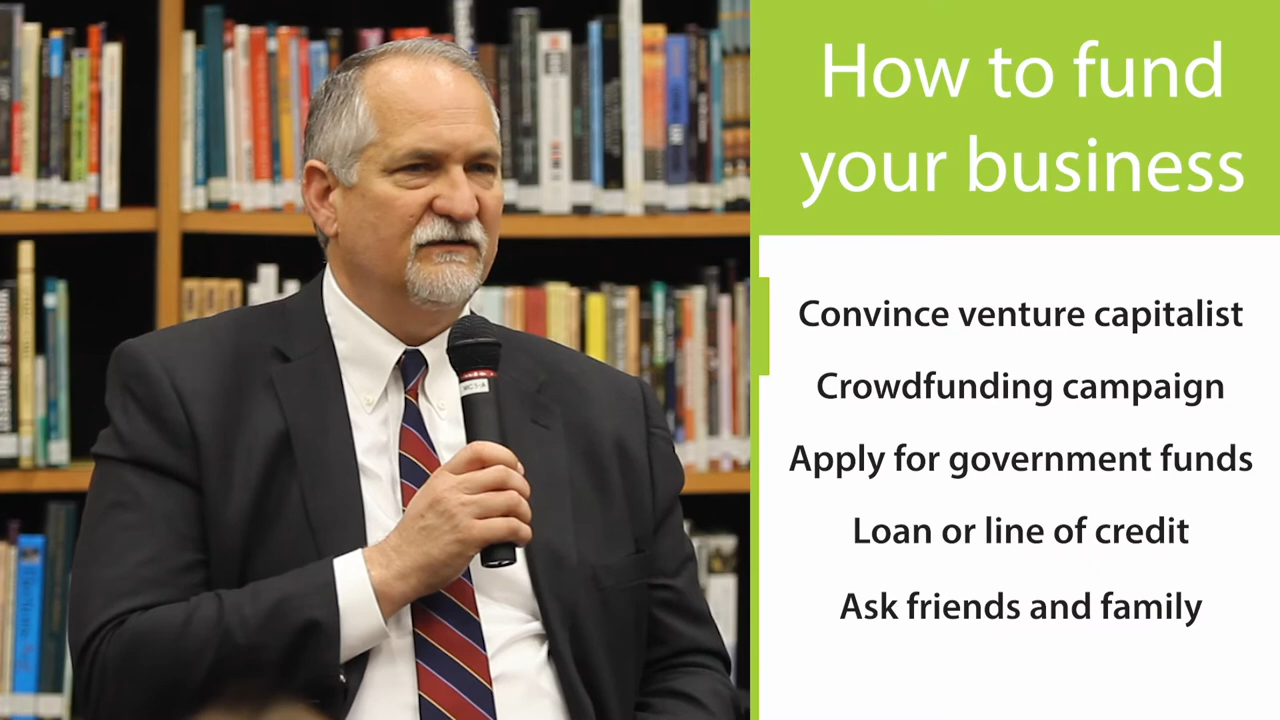 How to fund
your business
Convince venture capitalist
Crowdfunding campaign
Apply for government funds
Loan or line of credit
Ask friends and family
MCS-A